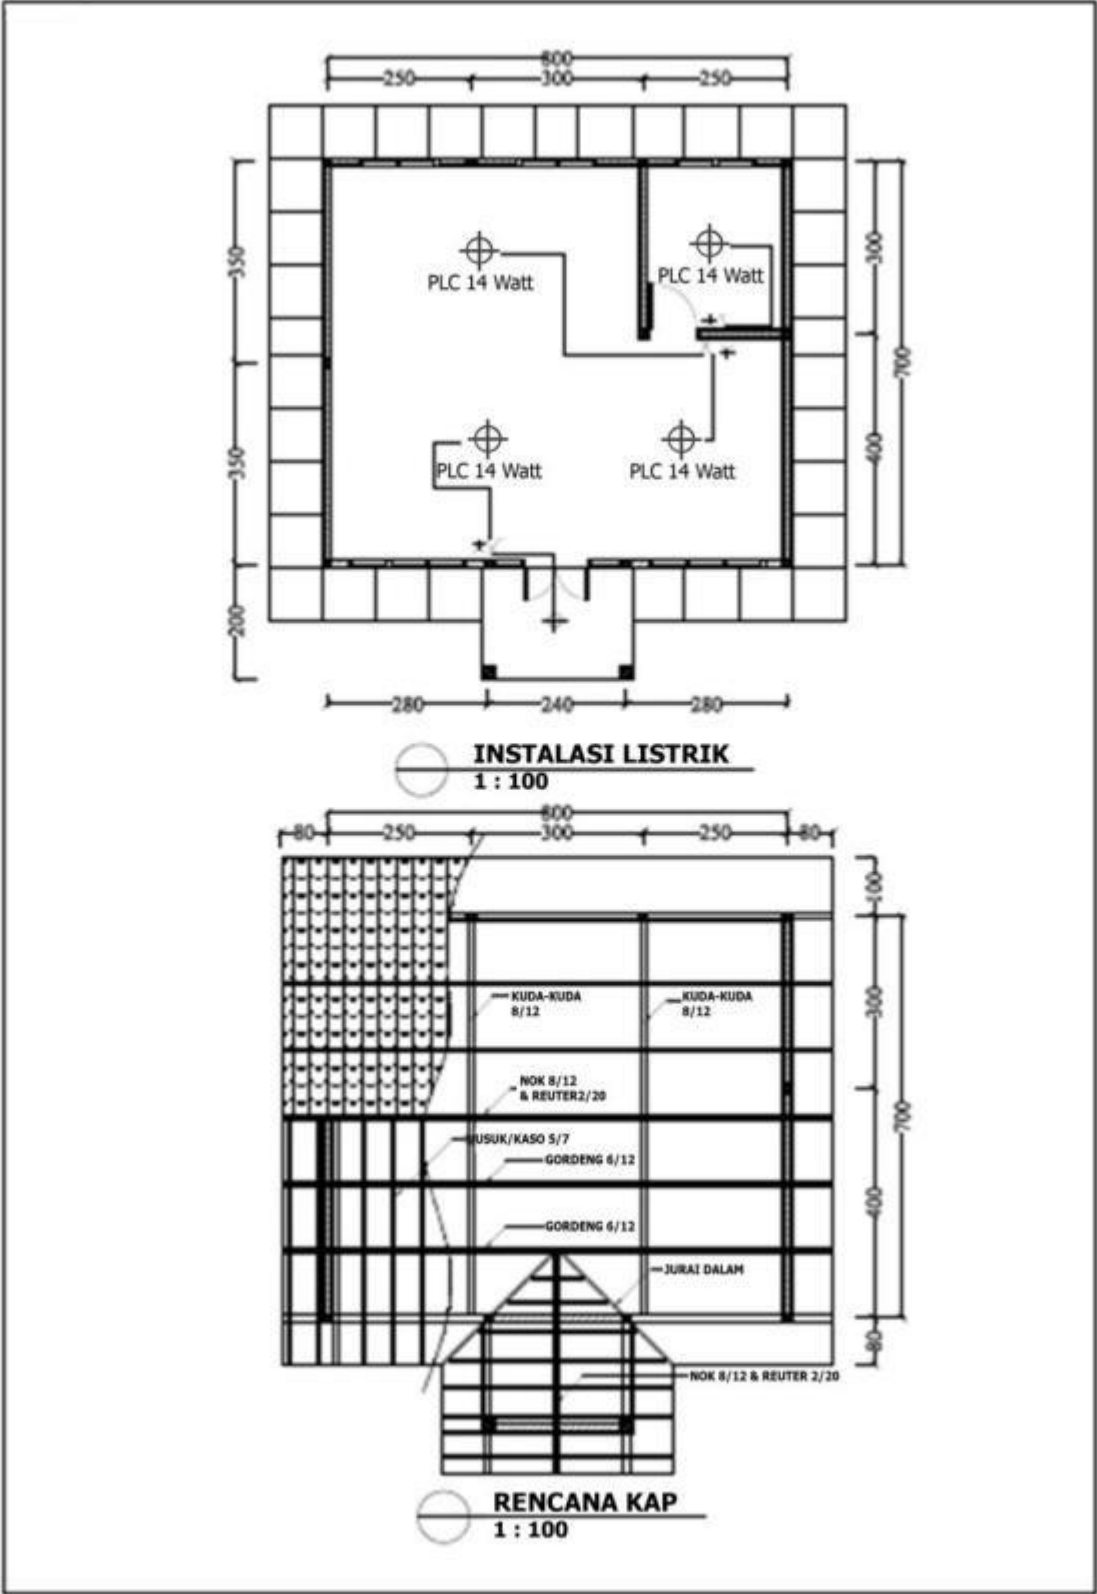 800
250 300 250
350
350
200
300
400
700
PLC 14 Watt
PLC 14 Watt
PLC 14 Watt
PLC 14 Watt
280 240 280
INSTALASI LISTRIK
1 : 100
800
80 250 300 250 80
100
300
400
80
700
KUDA-KUDA
8/12
KUDA-KUDA
8/12
NOK 8/12
& REUTER2/20
USUK/KASO 5/7
GORDENG 6/12
GORDENG 6/12
JURAI DALAM
NOK 8/12 & REUTER 2/20
RENCANA KAP
1 : 100